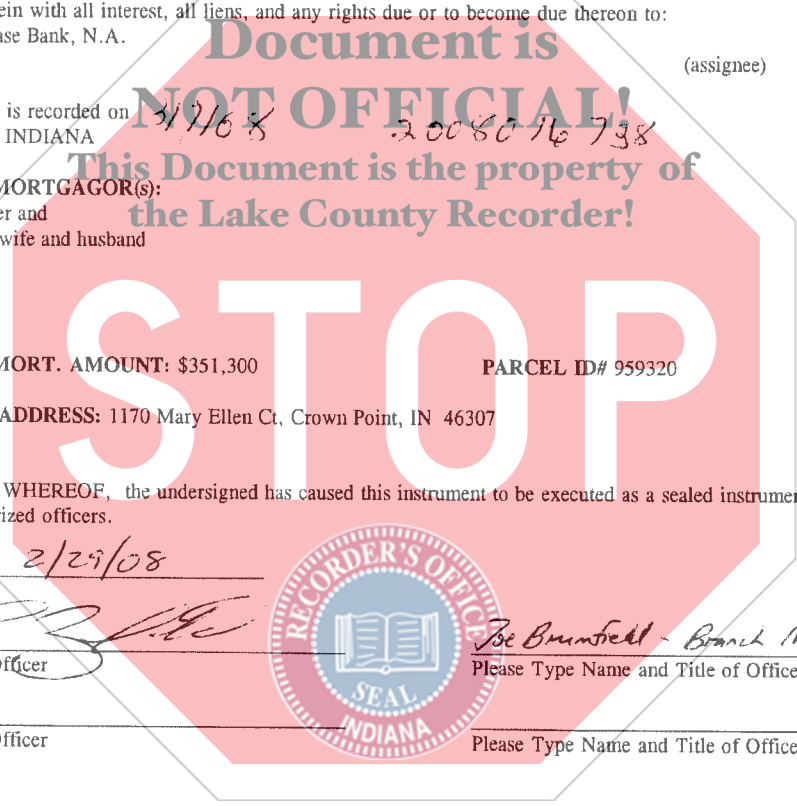 ein with all interest, all liens, and any rights due or to become due thereon to:
ase Bank, N.A.
Document is
(assignee)
NOT OFFICIAL!
is recorded on 3/7/08 2008016738
INDIANA
This Document is the property of
MORTGAGOR(s):
the Lake County Recorder!
er and
wife and husband
STOP
MORT. AMOUNT: $351,300 PARCEL ID# 959320
ADDRESS: 1170 Mary Ellen Ct, Crown Point, IN 46307
WHEREOF, the undersigned has caused this instrument to be executed as a sealed instrumen
rized officers.
2/29/08
RECORDER'S OFFICE
SEAL
INDIANA
Joe Brumfield - Branch
Officer Please Type Name and Title of Office
Officer Please Type Name and Title of Office